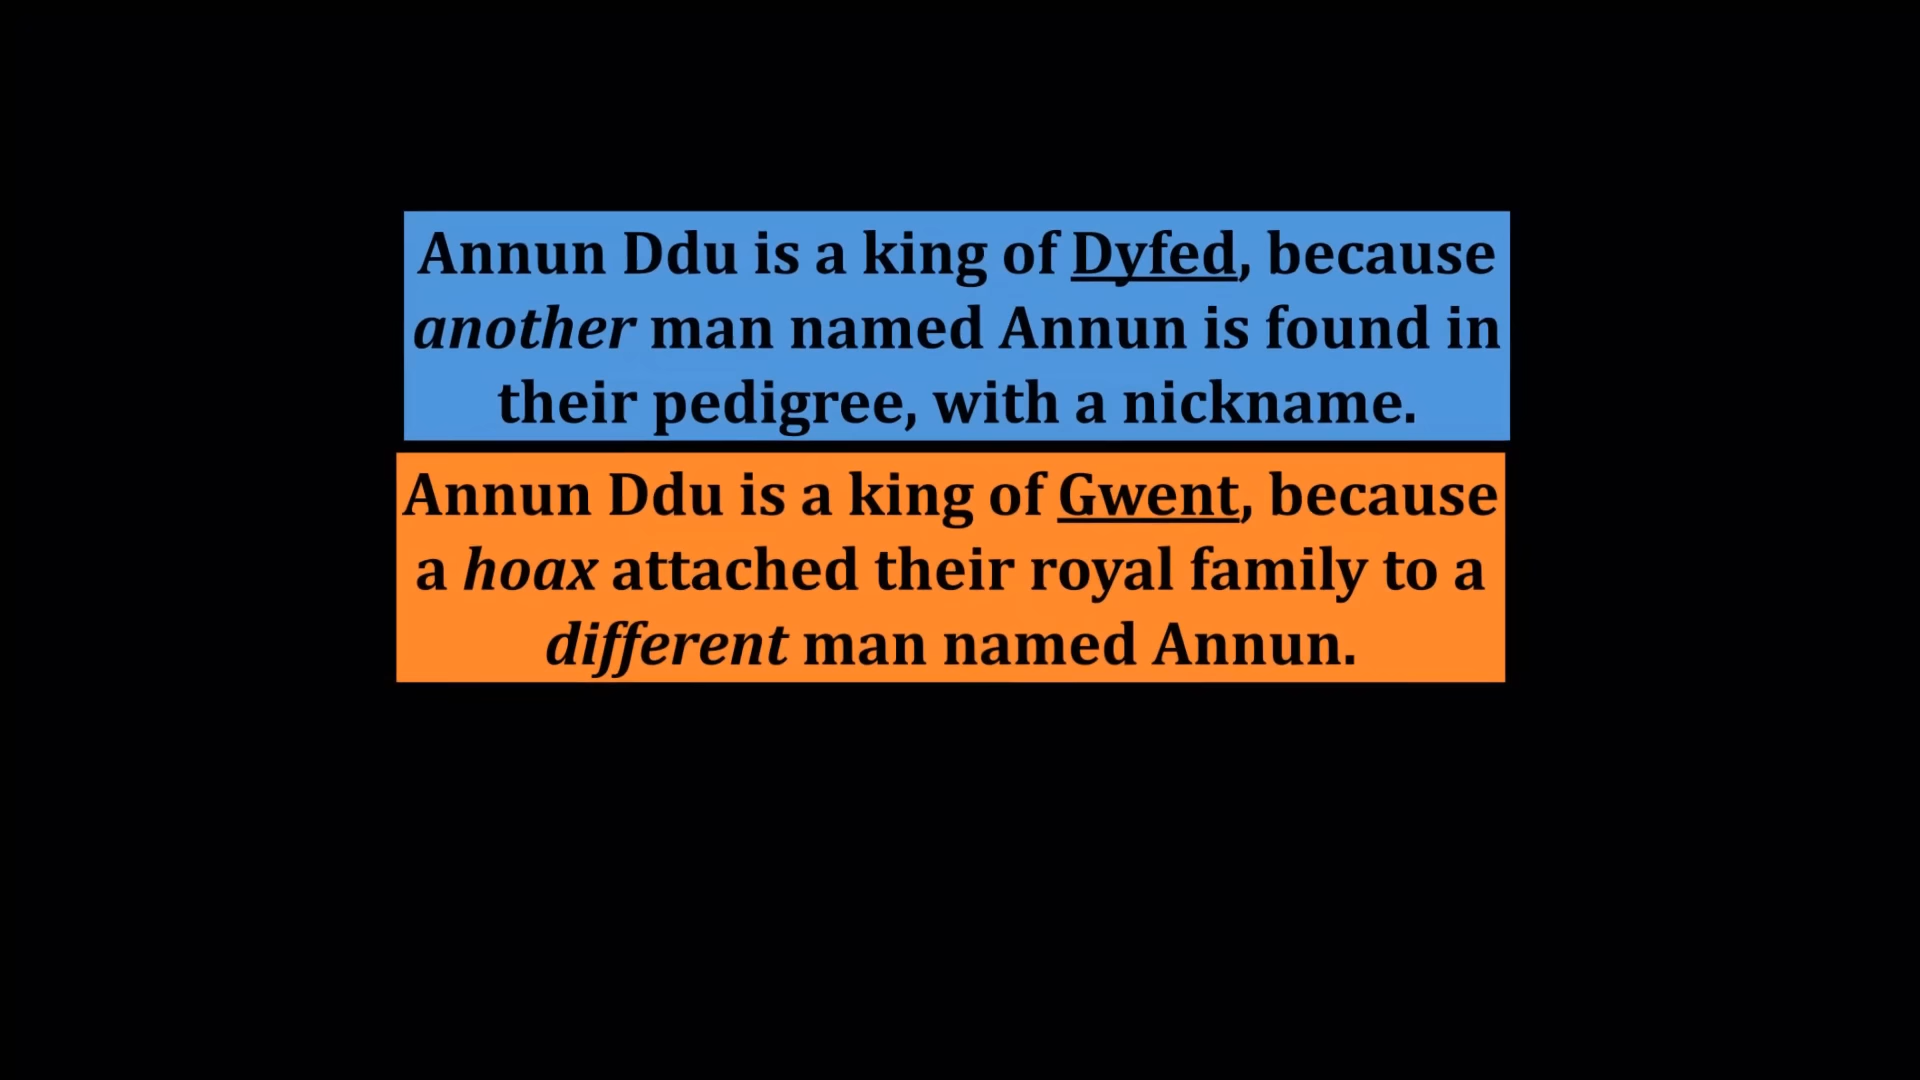 Annun Ddu is a king of Dyfed, because
another man named Annun is found in
their pedigree, with a nickname.
Annun Ddu is a king of Gwent, because
a hoax attached their royal family to a
different man named Annun.